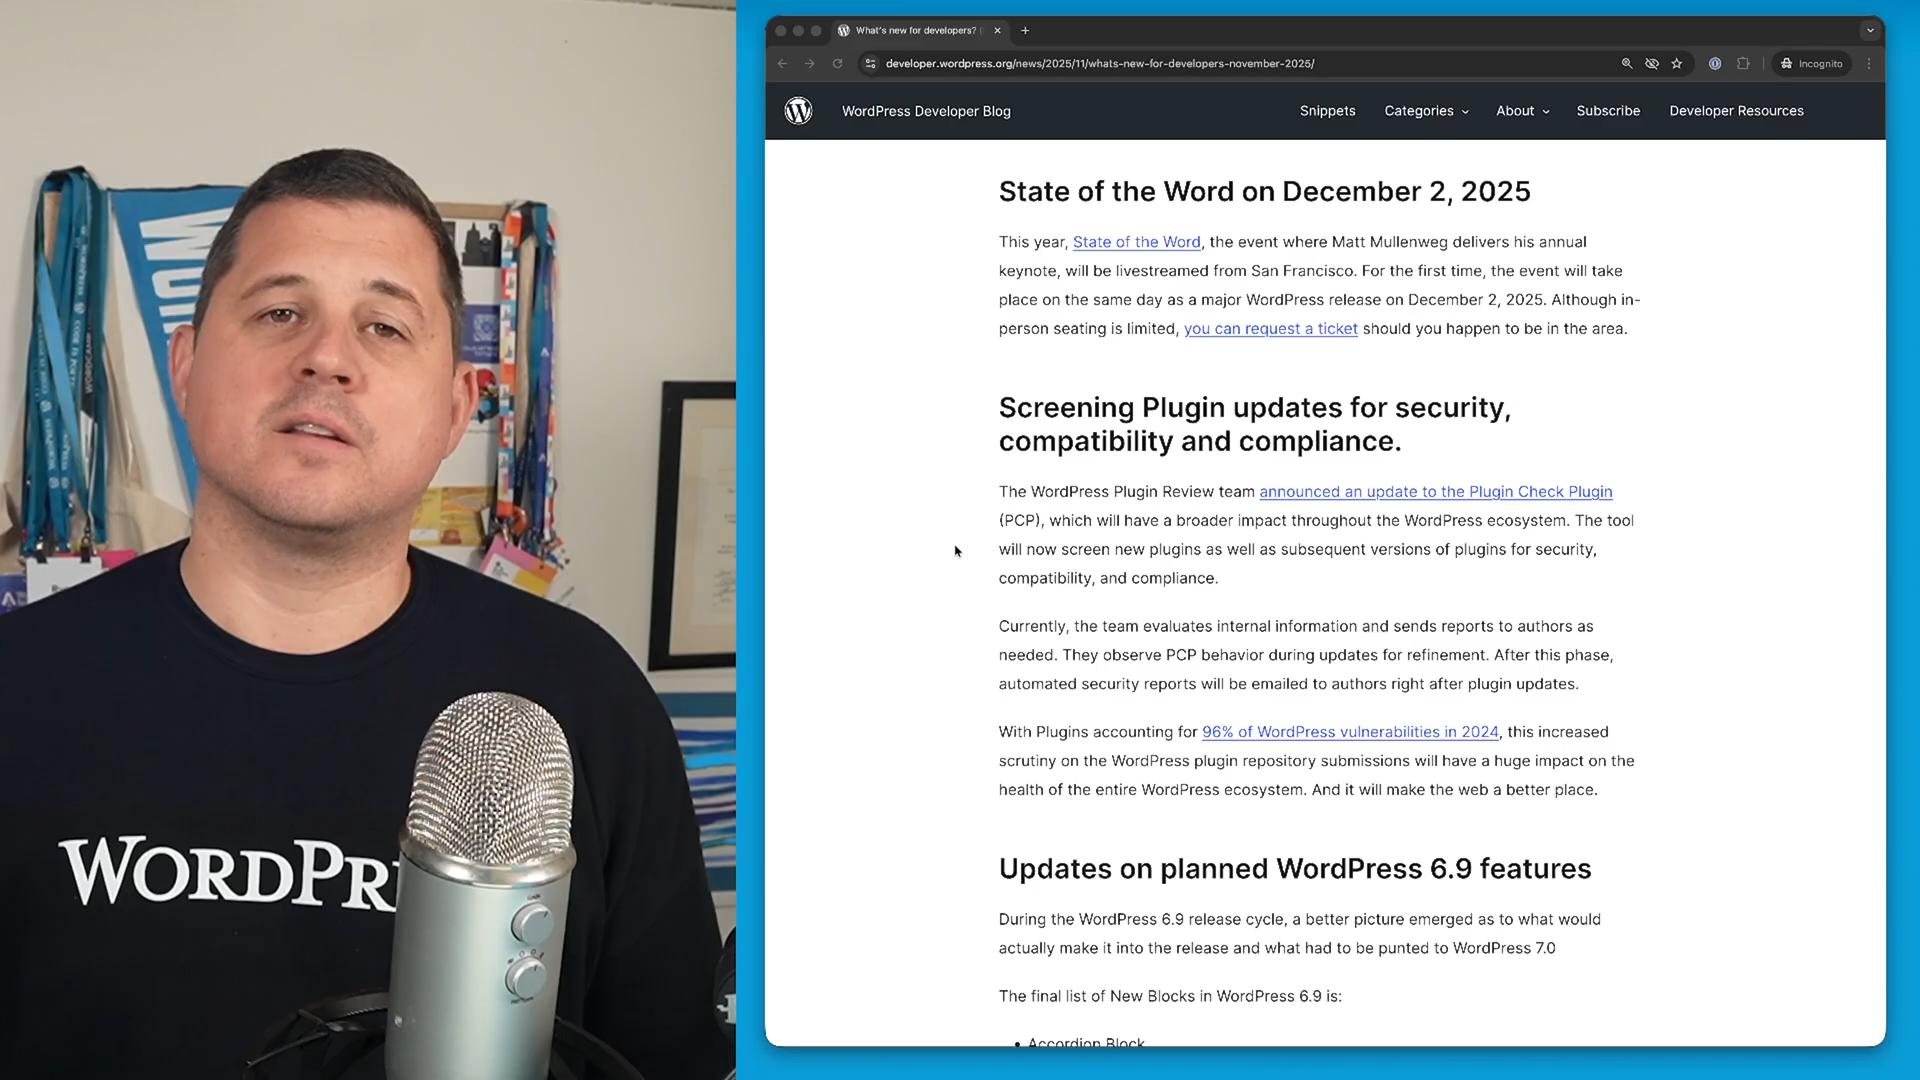 What's new for developers? (
developer.wordpress.org/news/2025/11/whats-new-for-developers-november-2025/
Incognito
WordPress Developer Blog
Snippets
Categories
About
Subscribe
Developer Resources
State of the Word on December 2, 2025
This year, State of the Word, the event where Matt Mullenweg delivers his annual
keynote, will be livestreamed from San Francisco. For the first time, the event will take
place on the same day as a major WordPress release on December 2, 2025. Although in-
person seating is limited, you can request a ticket should you happen to be in the area.
Screening Plugin updates for security,
compatibility and compliance.
The WordPress Plugin Review team announced an update to the Plugin Check Plugin
(PCP), which will have a broader impact throughout the WordPress ecosystem. The tool
will now screen new plugins as well as subsequent versions of plugins for security,
compatibility, and compliance.
Currently, the team evaluates internal information and sends reports to authors as
needed. They observe PCP behavior during updates for refinement. After this phase,
automated security reports will be emailed to authors right after plugin updates.
With Plugins accounting for 96% of WordPress vulnerabilities in 2024, this increased
scrutiny on the WordPress plugin repository submissions will have a huge impact on the
health of the entire WordPress ecosystem. And it will make the web a better place.
Updates on planned WordPress 6.9 features
During the WordPress 6.9 release cycle, a better picture emerged as to what would
actually make it into the release and what had to be punted to WordPress 7.0
The final list of New Blocks in WordPress 6.9 is:
• Accordion Block
WORDPR
WORDCAMP